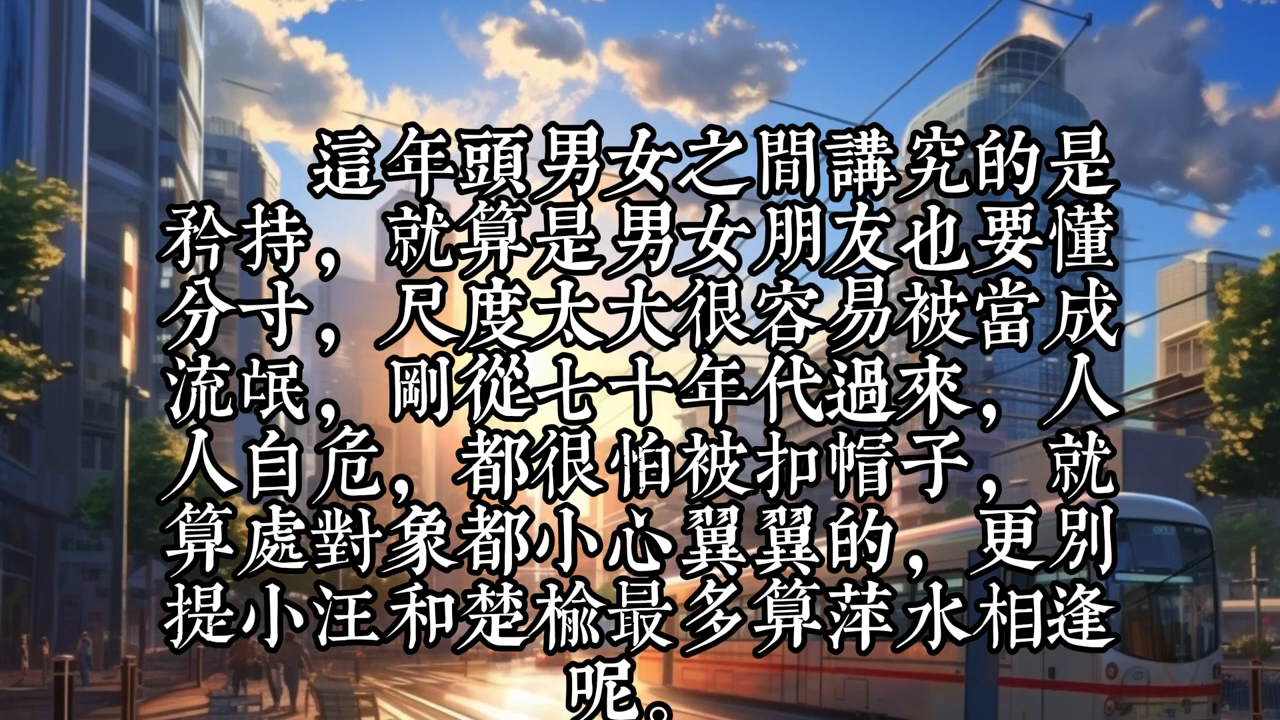 這年頭男女之間講究的是
矜持，就算是男女朋友也要懂
分寸，尺度太大很容易被當成
流氓，剛從七十年代過來，人
人自危，都很怕被扣帽子，就
算處對象都小心翼翼的，更別
提小汪和楚榆最多算萍水相逢
呢。